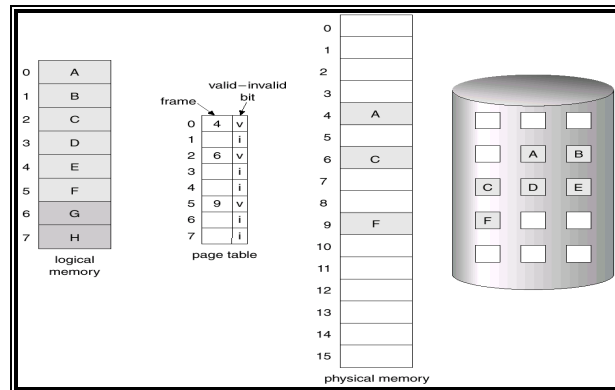 0 A
1 B
2 C
3 D
4 E
5 F
6 G
7 H
logical
memory
valid–invalid
bit
frame
0 4 v
1 i
2 6 v
3 i
4 i
5 9 v
6 i
7 i
page table
0
1
2
3
4 A
5
6 C
7
8
9 F
10
11
12
13
14
15
physical memory
A B
C D E
F